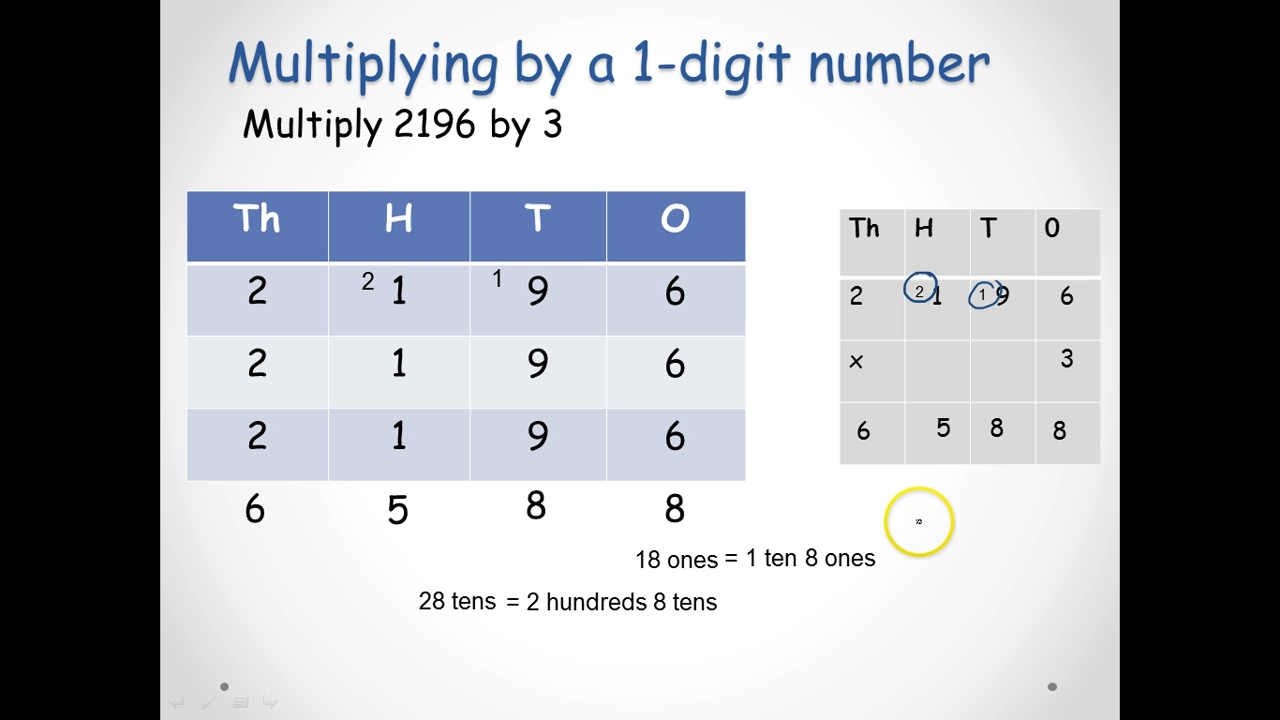 Multiplying by a 1-digit number
Multiply 2196 by 3
Th H T O
2 2 1 1 9 6
2 1 9 6
2 1 9 6
6 5 8 8
Th H T O
2 2 1 1 9 6
x 3
6 5 8 8
18 ones = 1 ten 8 ones
28 tens = 2 hundreds 8 tens